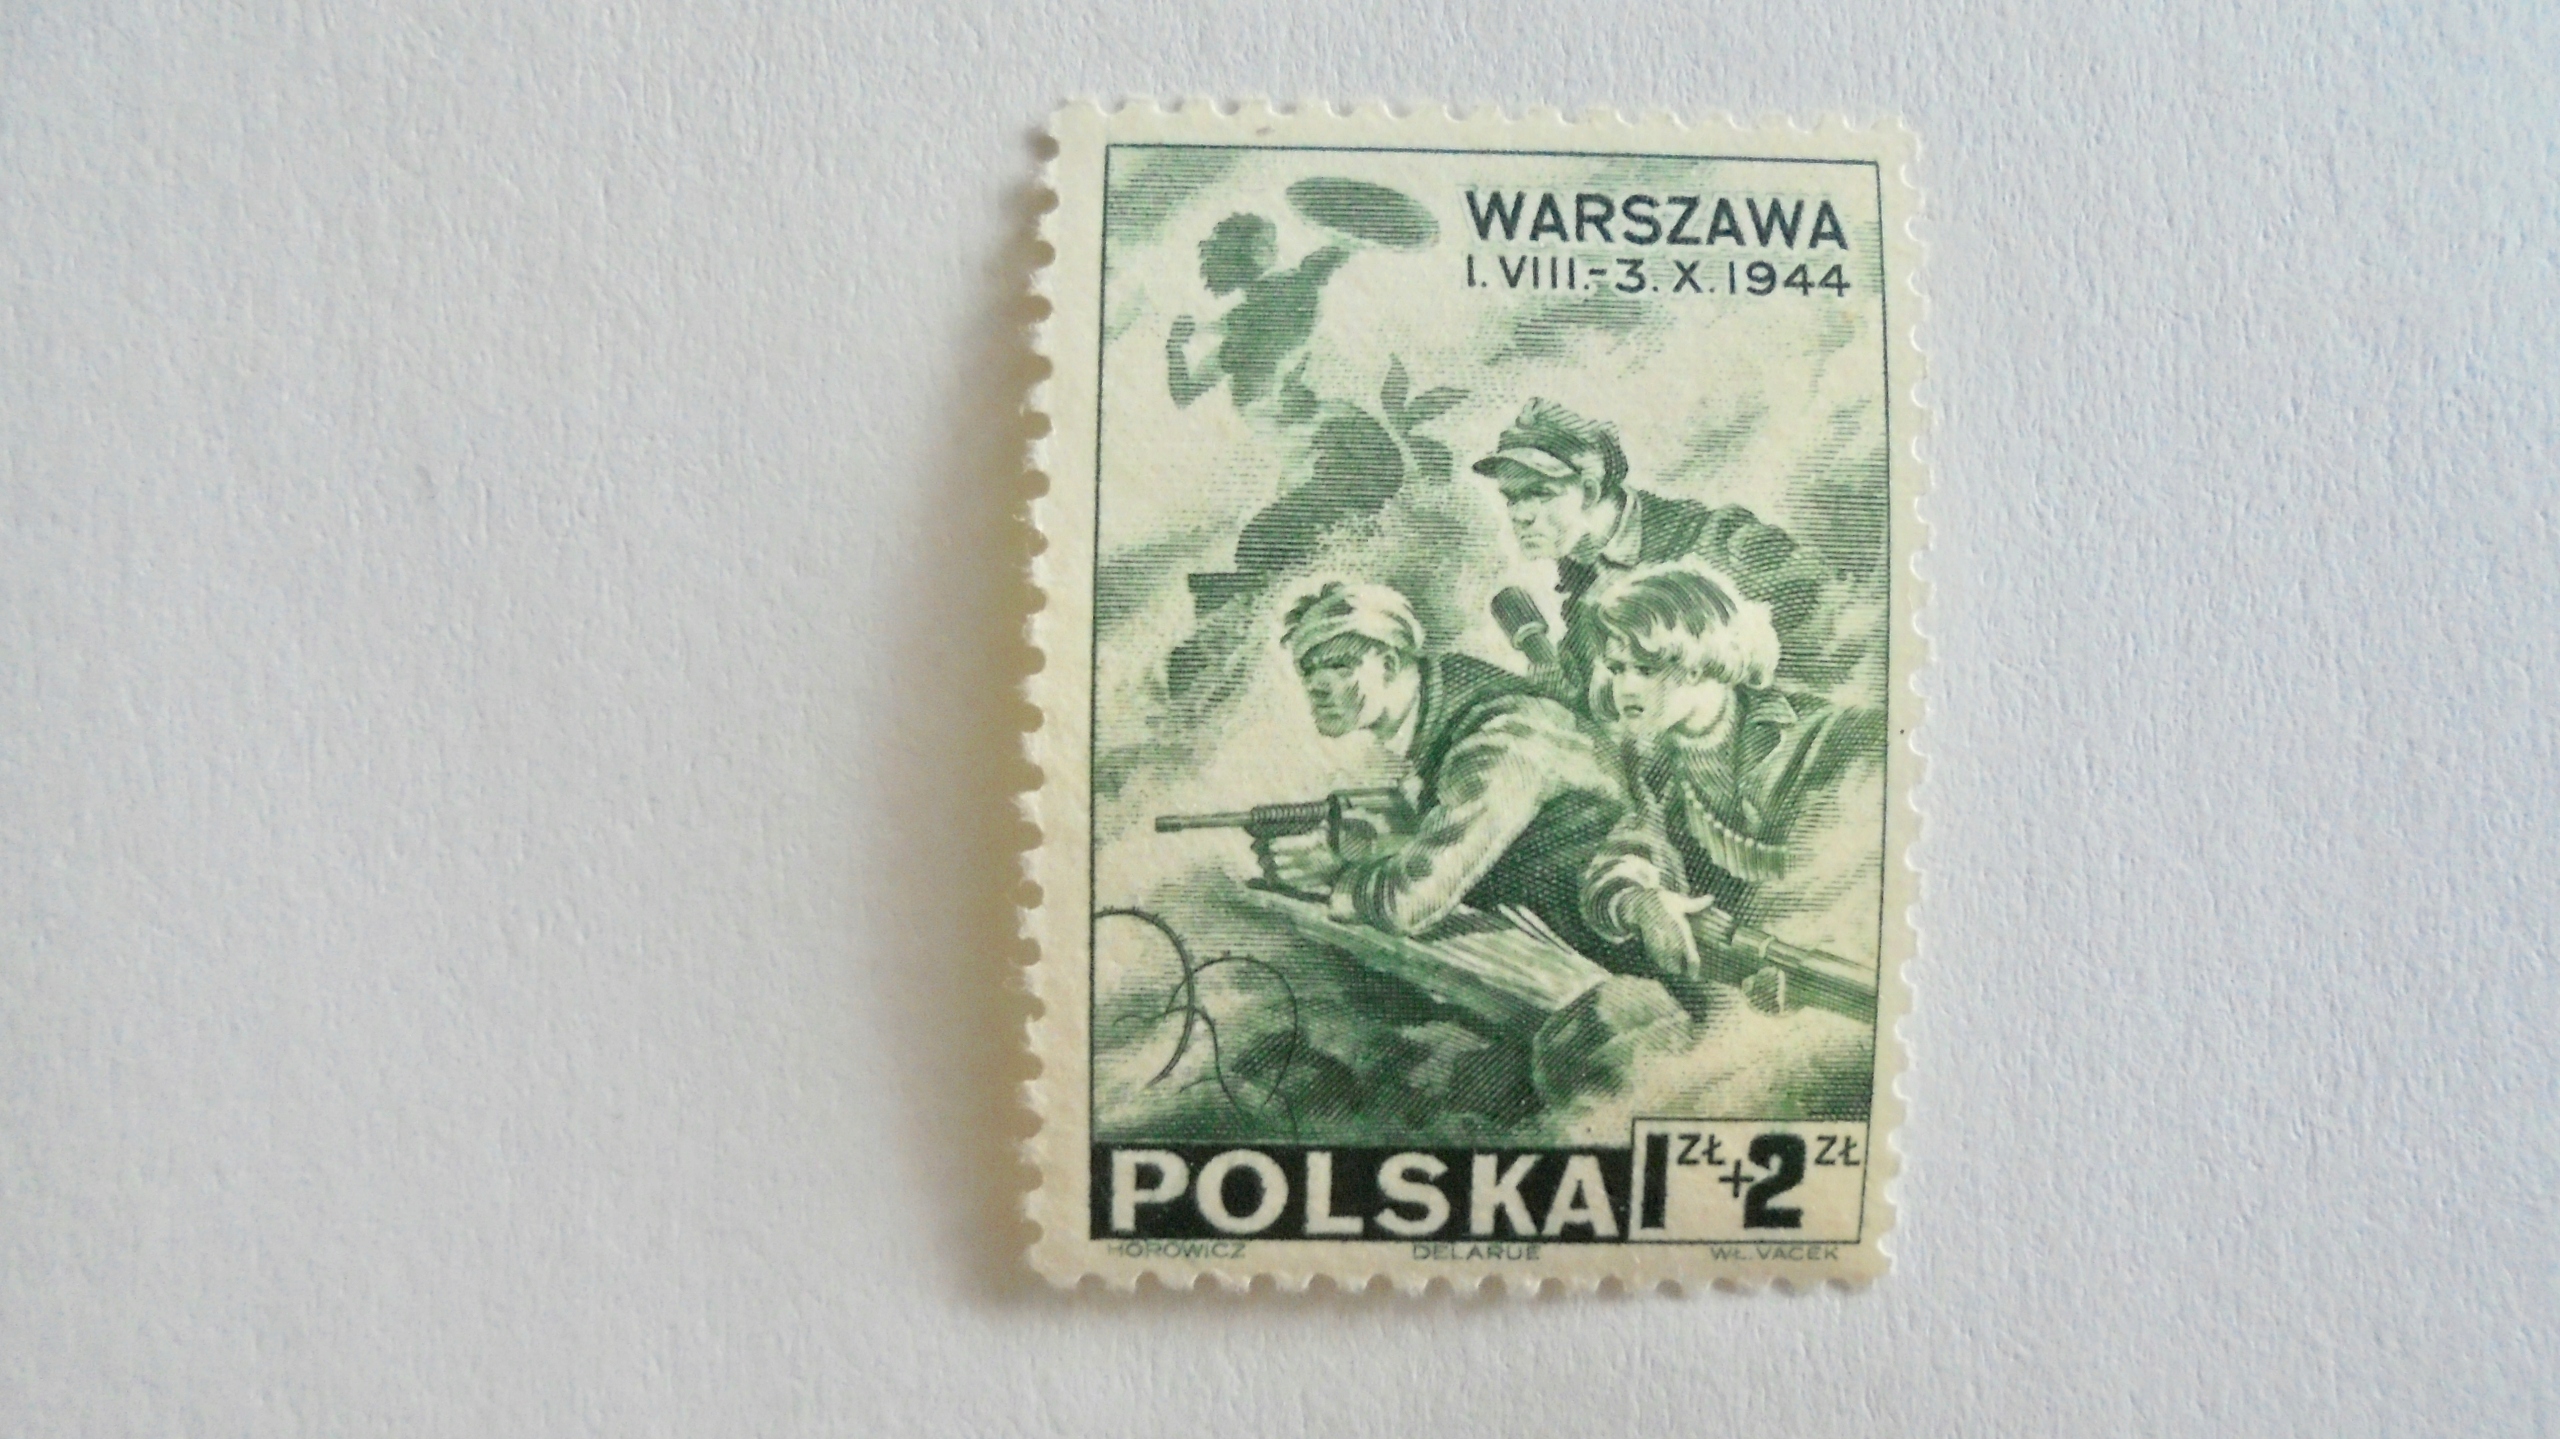 WARSZAWA
I. VIII.-3. X. 1944
POLSKA 1 ZŁ + 2 ZŁ
HOROWICZ DELARUE WŁ. VACEK